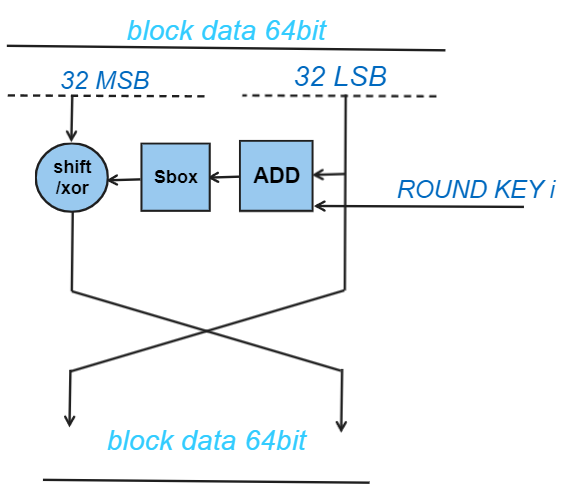 block data 64bit
32 MSB
32 LSB
shift
/xor
Sbox
ADD
ROUND KEY i
block data 64bit